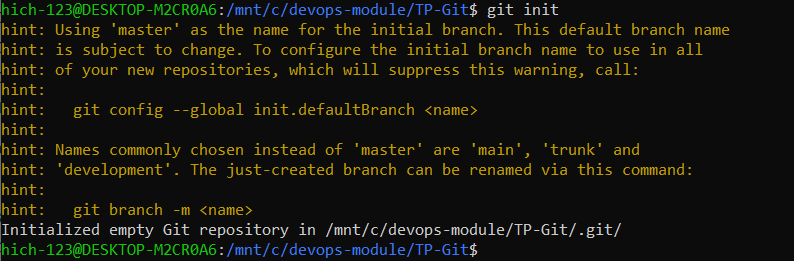 hich-123@DESKTOP-M2CR0A6:/mnt/c/devops-module/TP-Git$ git init
hint: Using 'master' as the name for the initial branch. This default branch name
hint: is subject to change. To configure the initial branch name to use in all
hint: of your new repositories, which will suppress this warning, call:
hint:
hint:   git config --global init.defaultBranch <name>
hint:
hint: Names commonly chosen instead of 'master' are 'main', 'trunk' and
hint: 'development'. The just-created branch can be renamed via this command:
hint:
hint:   git branch -m <name>
Initialized empty Git repository in /mnt/c/devops-module/TP-Git/.git/
hich-123@DESKTOP-M2CR0A6:/mnt/c/devops-module/TP-Git$